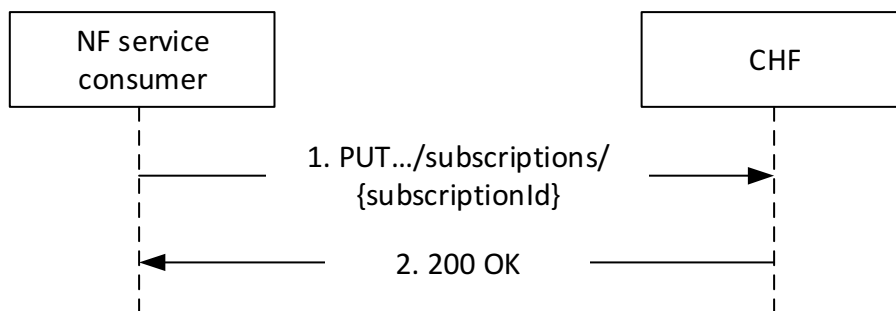 NF service
consumer
CHF
1. PUT.../subscriptions/
{subscriptionId}
2. 200 OK